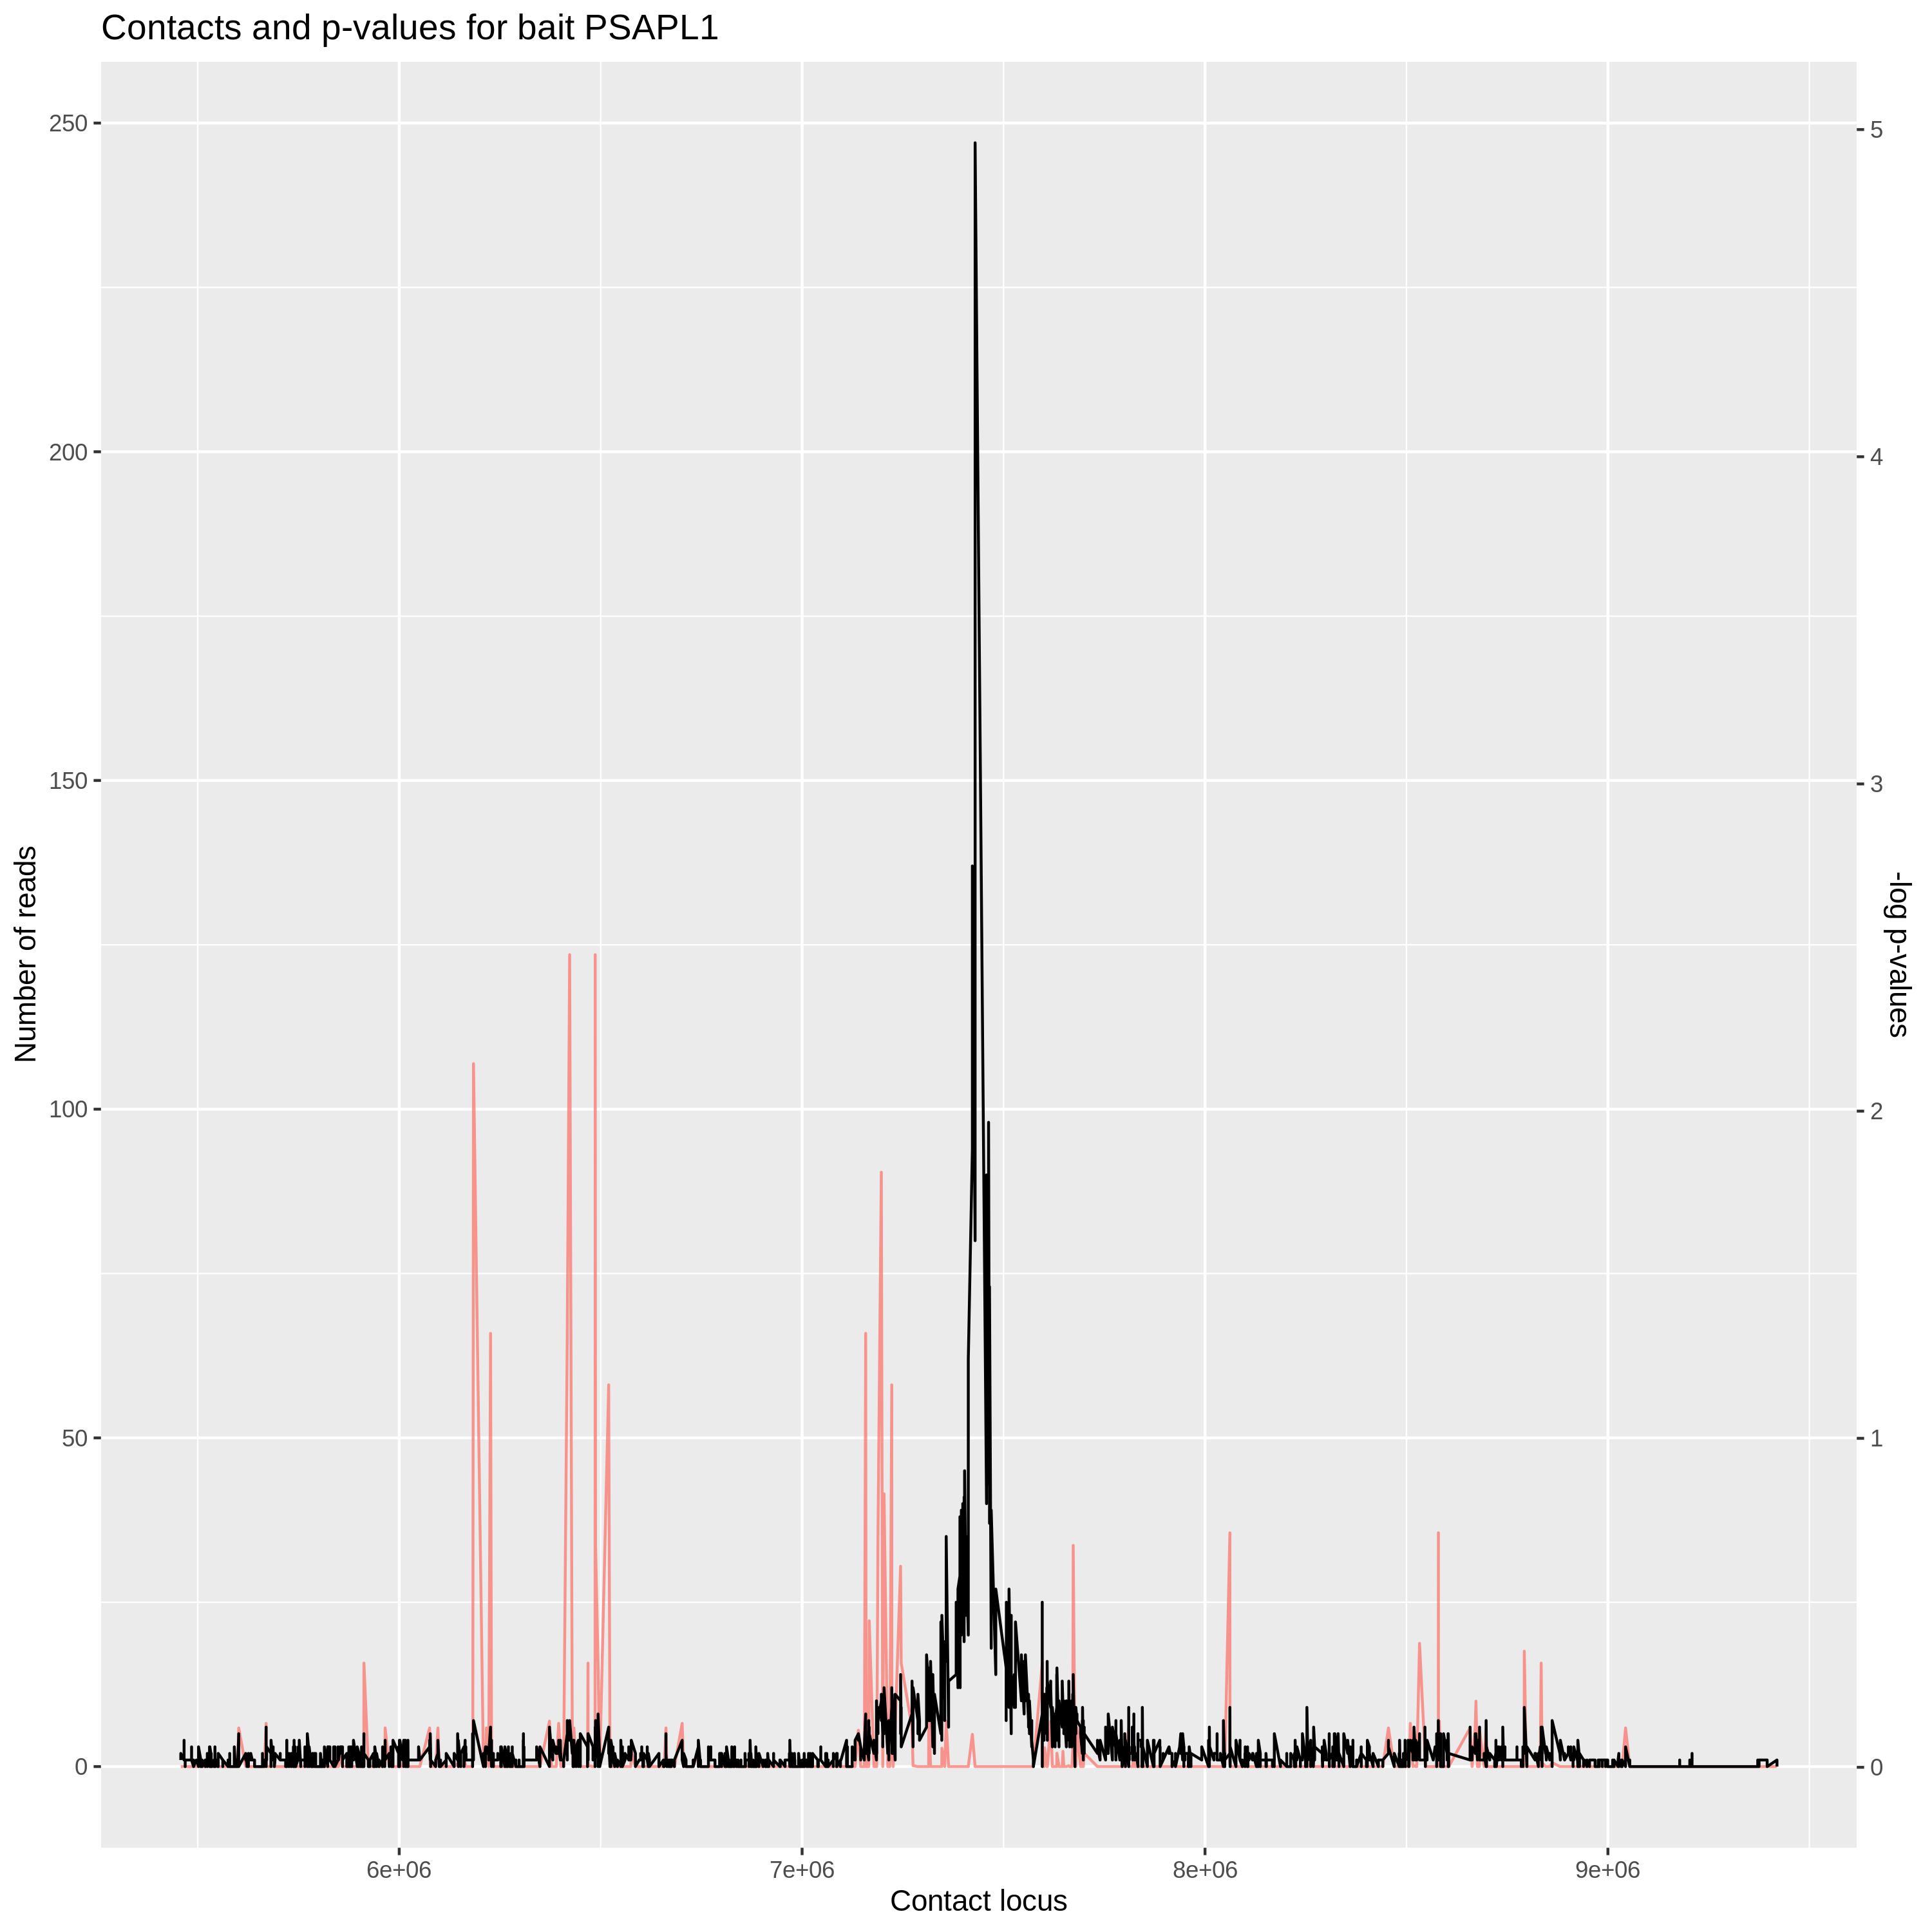 Contacts and p-values for bait PSAPL1
250
200
150
100
50
0
Number of reads
5
4
3
2
1
0
-log p-values
6e+06
7e+06
8e+06
9e+06
Contact locus